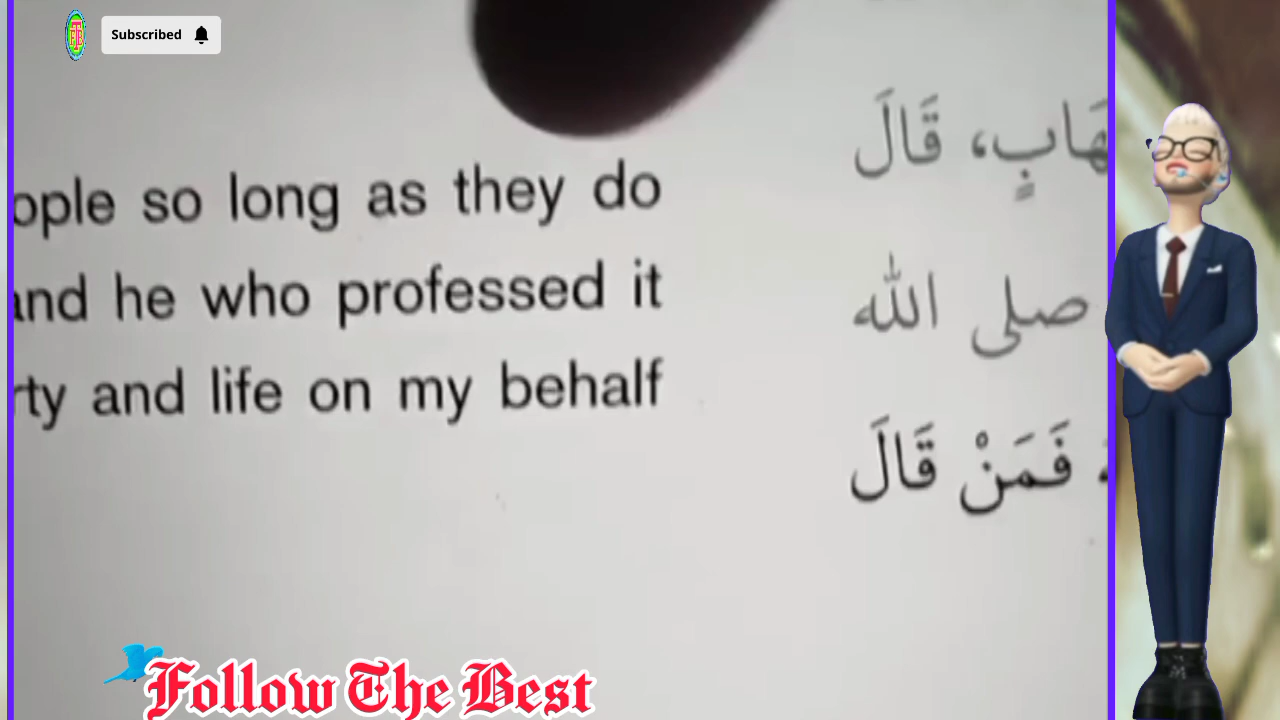 Subscribed
ople so long as they do
and he who professed it
rty and life on my behalf
هَابٍ، قَالَ
صلى الله
فَمَنْ قَالَ
Follow The Best